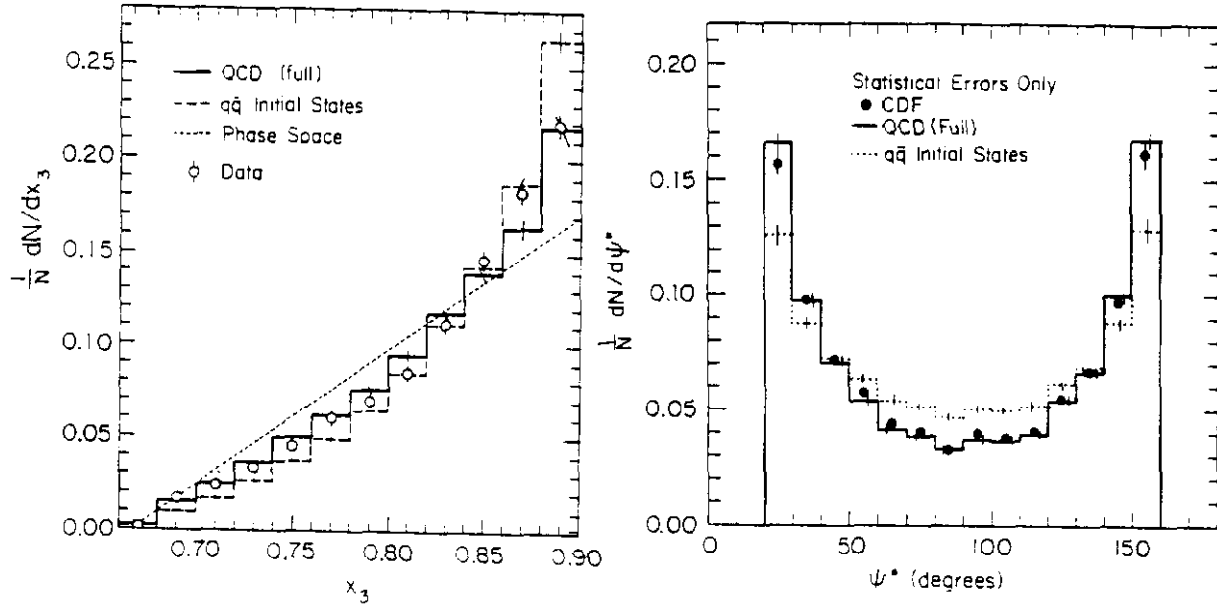 0.25
0.20
0.15
0.10
0.05
0.00
1/N dN/dx₃
QCD (full)
qq̄ Initial States
Phase Space
Data
0.70 0.75 0.80 0.85 0.90
x₃
0.20
0.15
0.10
0.05
0.00
1/N dN/dψ*
Statistical Errors Only
CDF
QCD (Full)
qq̄ Initial States
0 50 100 150
ψ* (degrees)